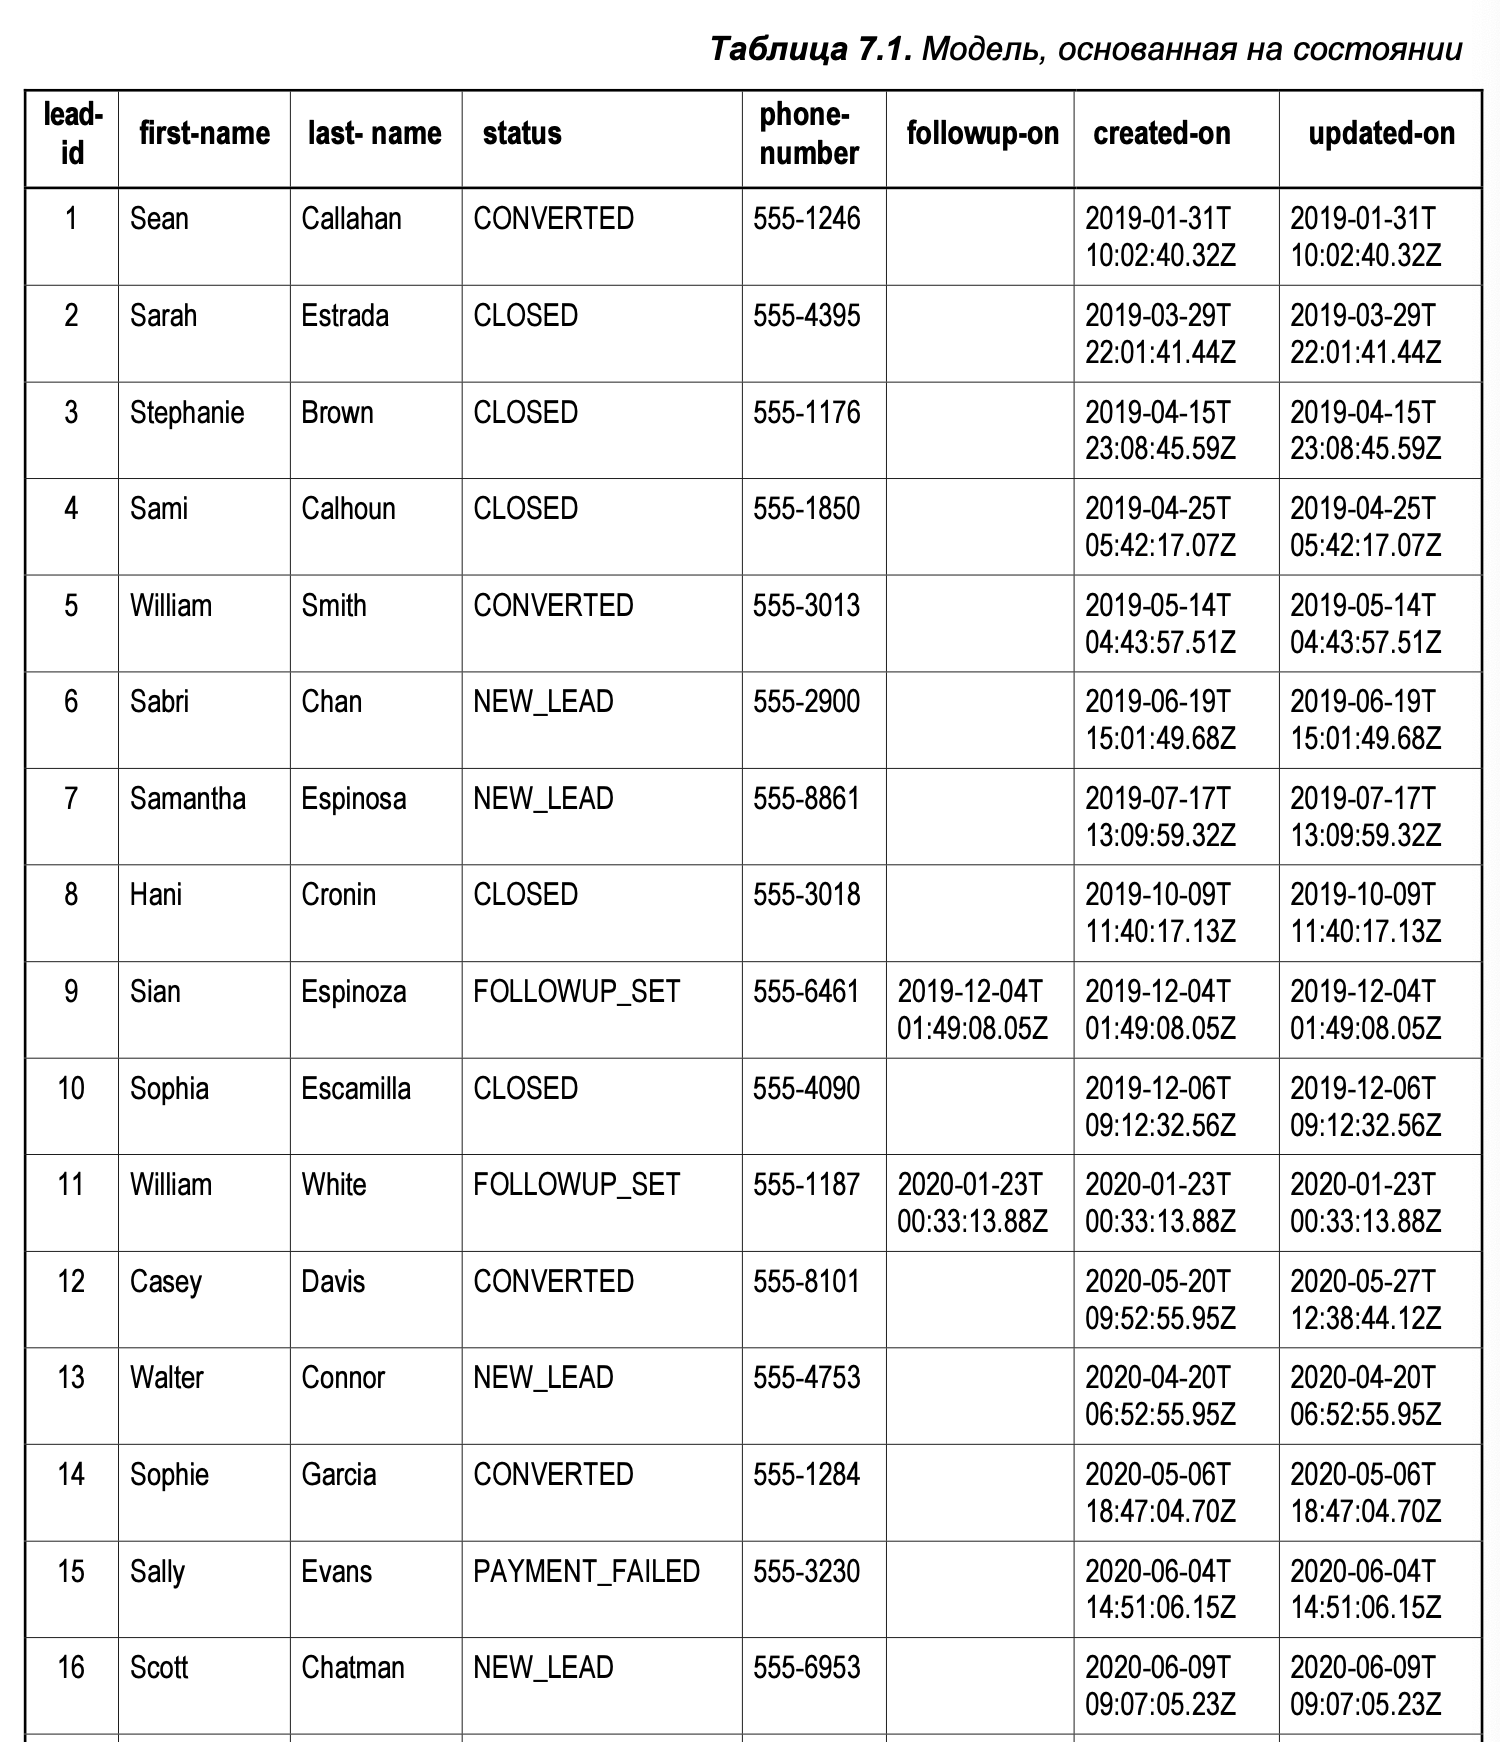 Таблица 7.1. Модель, основанная на состоянии
lead-id first-name last- name status phone-number followup-on created-on updated-on
1 Sean Callahan CONVERTED 555-1246 2019-01-31T 2019-01-31T
10:02:40.32Z 10:02:40.32Z
2 Sarah Estrada CLOSED 555-4395 2019-03-29T 2019-03-29T
22:01:41.44Z 22:01:41.44Z
3 Stephanie Brown CLOSED 555-1176 2019-04-15T 2019-04-15T
23:08:45.59Z 23:08:45.59Z
4 Sami Calhoun CLOSED 555-1850 2019-04-25T 2019-04-25T
05:42:17.07Z 05:42:17.07Z
5 William Smith CONVERTED 555-3013 2019-05-14T 2019-05-14T
04:43:57.51Z 04:43:57.51Z
6 Sabri Chan NEW_LEAD 555-2900 2019-06-19T 2019-06-19T
15:01:49.68Z 15:01:49.68Z
7 Samantha Espinosa NEW_LEAD 555-8861 2019-07-17T 2019-07-17T
13:09:59.32Z 13:09:59.32Z
8 Hani Cronin CLOSED 555-3018 2019-10-09T 2019-10-09T
11:40:17.13Z 11:40:17.13Z
9 Sian Espinoza FOLLOWUP_SET 555-6461 2019-12-04T 2019-12-04T 2019-12-04T
01:49:08.05Z 01:49:08.05Z 01:49:08.05Z
10 Sophia Escamilla CLOSED 555-4090 2019-12-06T 2019-12-06T
09:12:32.56Z 09:12:32.56Z
11 William White FOLLOWUP_SET 555-1187 2020-01-23T 2020-01-23T 2020-01-23T
00:33:13.88Z 00:33:13.88Z 00:33:13.88Z
12 Casey Davis CONVERTED 555-8101 2020-05-20T 2020-05-27T
09:52:55.95Z 12:38:44.12Z
13 Walter Connor NEW_LEAD 555-4753 2020-04-20T 2020-04-20T
06:52:55.95Z 06:52:55.95Z
14 Sophie Garcia CONVERTED 555-1284 2020-05-06T 2020-05-06T
18:47:04.70Z 18:47:04.70Z
15 Sally Evans PAYMENT_FAILED 555-3230 2020-06-04T 2020-06-04T
14:51:06.15Z 14:51:06.15Z
16 Scott Chatman NEW_LEAD 555-6953 2020-06-09T 2020-06-09T
09:07:05.23Z 09:07:05.23Z